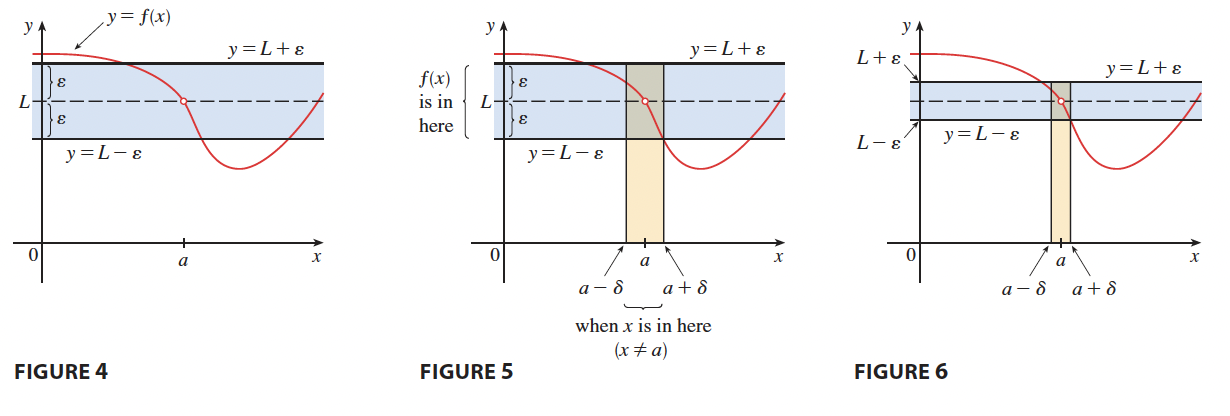 y
y = f(x)
y = L + ε
ε
L
ε
y = L − ε
0
a
x
FIGURE 4
y
y = L + ε
f(x)
is in
here
L
ε
ε
y = L − ε
0
a
x
a − δ
a + δ
when x is in here
(x ≠ a)
FIGURE 5
y
L + ε
y = L + ε
L − ε
y = L − ε
0
a
x
a − δ
a + δ
FIGURE 6